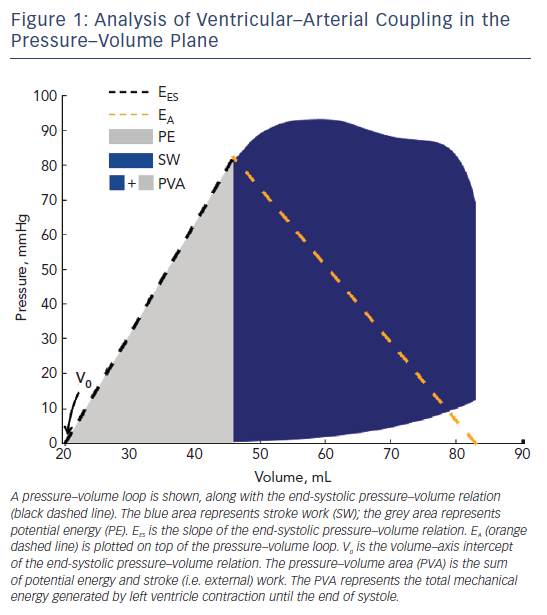 Figure 1: Analysis of Ventricular–Arterial Coupling in the
Pressure–Volume Plane
100
90
80
70
60
50
40
30
20
10
0
Pressure, mmHg
E_ES
E_A
PE
SW
+ PVA
V_0
20 30 40 50 60 70 80 90
Volume, mL
A pressure–volume loop is shown, along with the end-systolic pressure–volume relation
(black dashed line). The blue area represents stroke work (SW); the grey area represents
potential energy (PE). E_ES is the slope of the end-systolic pressure–volume relation. E_A (orange
dashed line) is plotted on top of the pressure–volume loop. V_0 is the volume–axis intercept
of the end-systolic pressure–volume relation. The pressure–volume area (PVA) is the sum
of potential energy and stroke (i.e. external) work. The PVA represents the total mechanical
energy generated by left ventricle contraction until the end of systole.